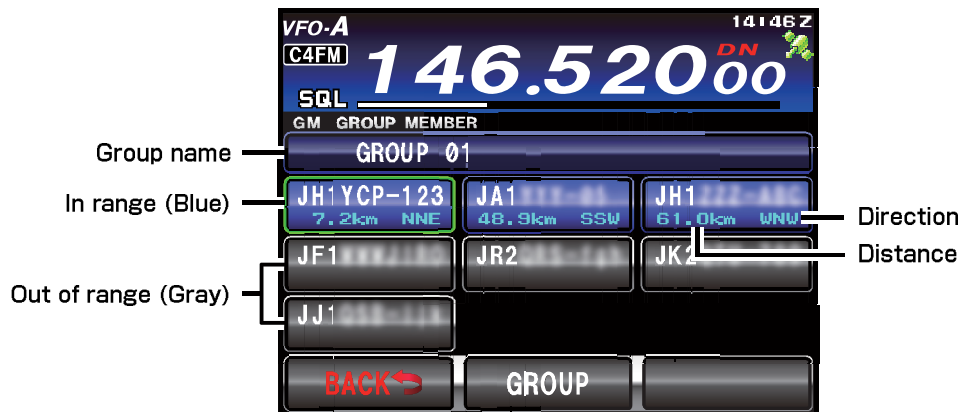 VFO-A
14:46Z
C4FM
146.52000
DN
SQL
GM GROUP MEMBER
Group name
GROUP 01
In range (Blue)
JH1YCP-123
JA1
JH1
7.2km NNE
48.9km SSW
61.0km WNW
Direction
Distance
JF1
JR2
JK2
Out of range (Gray)
JJ1
BACK
GROUP